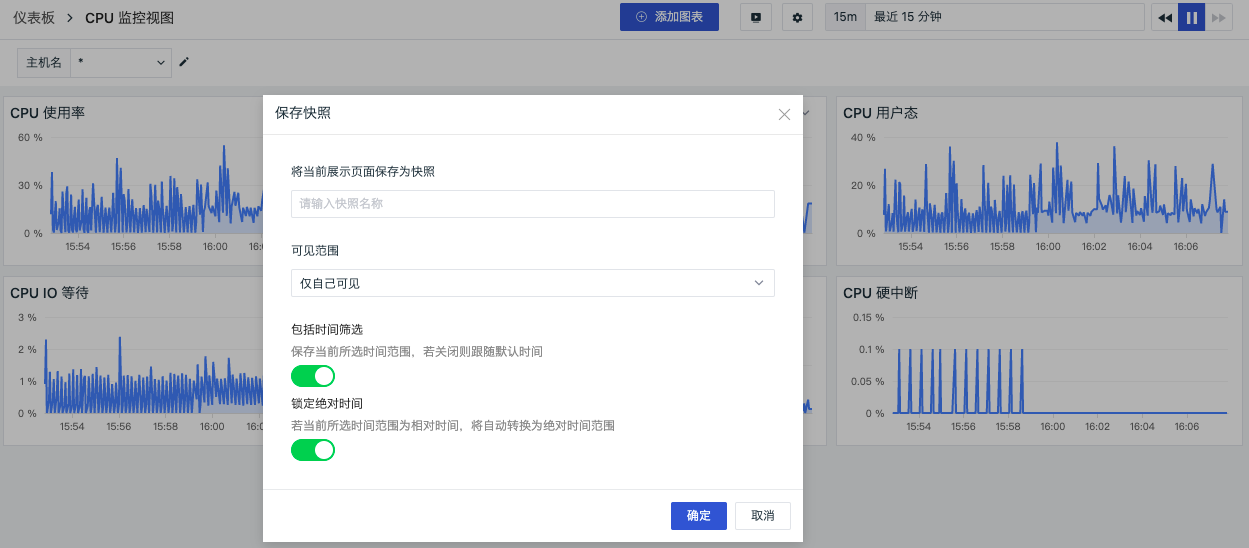 仪表板 > CPU 监控视图
添加图表
15m 最近 15 分钟
主机名 *
CPU 使用率
60 %
30 %
0 %
15:54 15:56 15:58 16:00
CPU 用户态
40 %
20 %
0 %
15:54 15:56 15:58 16:00 16:02 16:04 16:06
CPU IO 等待
3 %
2 %
1 %
0 %
15:54 15:56 15:58 16:00
CPU 硬中断
0.15 %
0.1 %
0.05 %
0 %
15:54 15:56 15:58 16:00 16:02 16:04 16:06
保存快照
将当前展示页面保存为快照
请输入快照名称
可见范围
仅自己可见
包括时间筛选
保存当前所选时间范围，若关闭则跟随默认时间
锁定绝对时间
若当前所选时间范围为相对时间，将自动转换为绝对时间范围
确定 取消